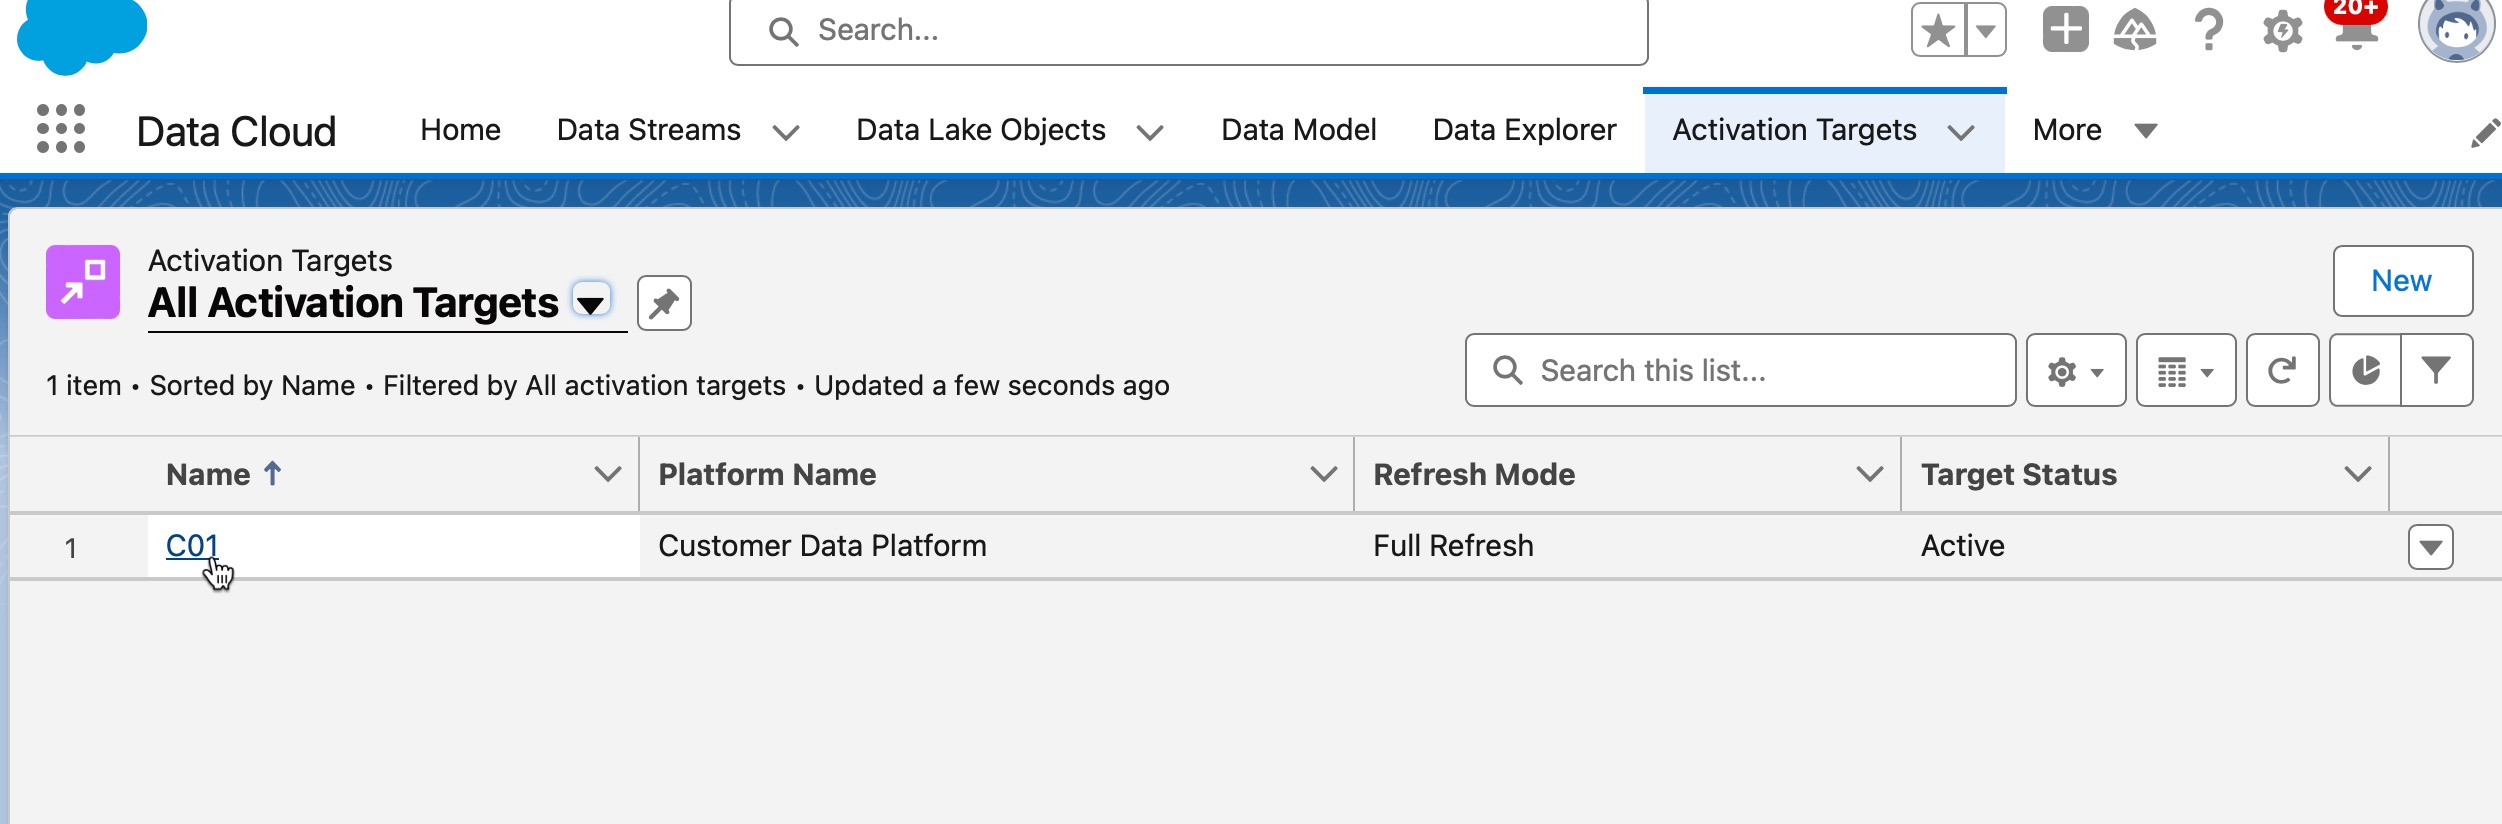 Search...
20+
Data Cloud Home Data Streams Data Lake Objects Data Model Data Explorer Activation Targets More
Activation Targets
All Activation Targets
New
1 item • Sorted by Name • Filtered by All activation targets • Updated a few seconds ago
Search this list...
Name Platform Name Refresh Mode Target Status
1 C01 Customer Data Platform Full Refresh Active